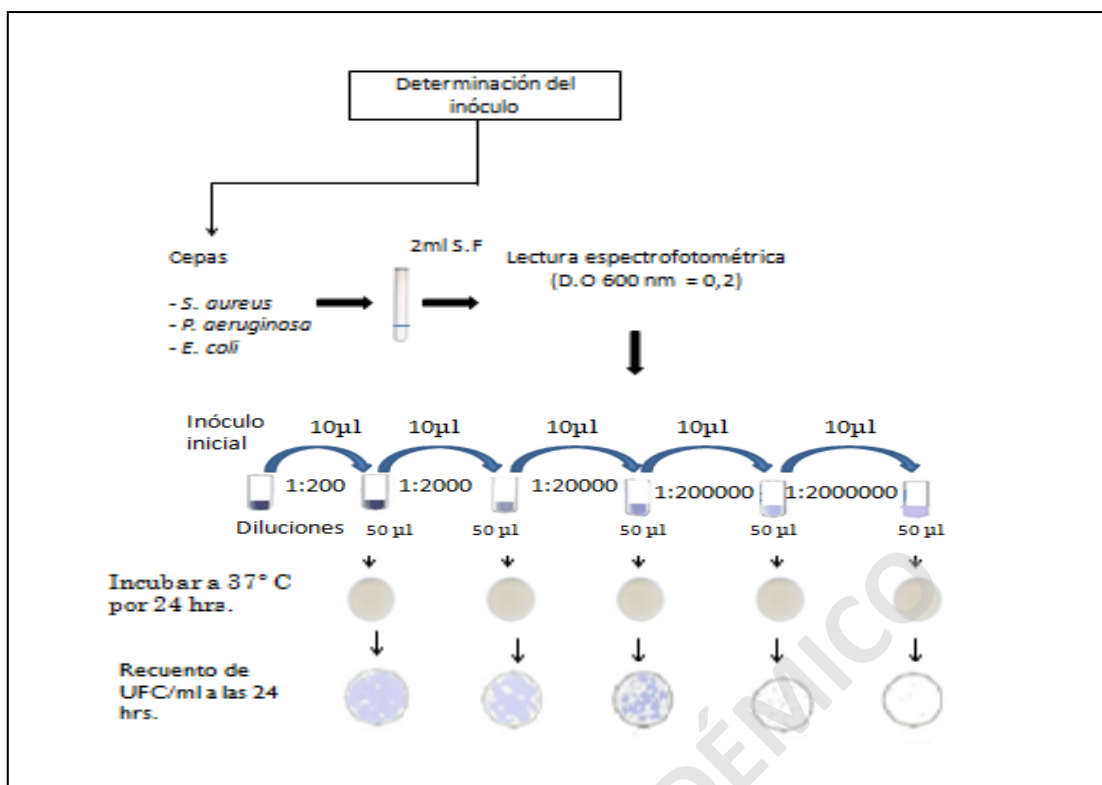 Determinación del
inóculo
Cepas
- S. aureus
- P. aeruginosa
- E. coli
2ml S.F
Lectura espectrofotométrica
(D.O 600 nm = 0,2)
Inóculo
inicial
10µl 10µl 10µl 10µl 10µl
1:200 1:2000 1:20000 1:200000 1:2000000
Diluciones 50 µl 50 µl 50 µl 50 µl 50 µl
Incubar a 37° C
por 24 hrs.
Recuento de
UFC/ml a las 24
hrs.
DÉMICO